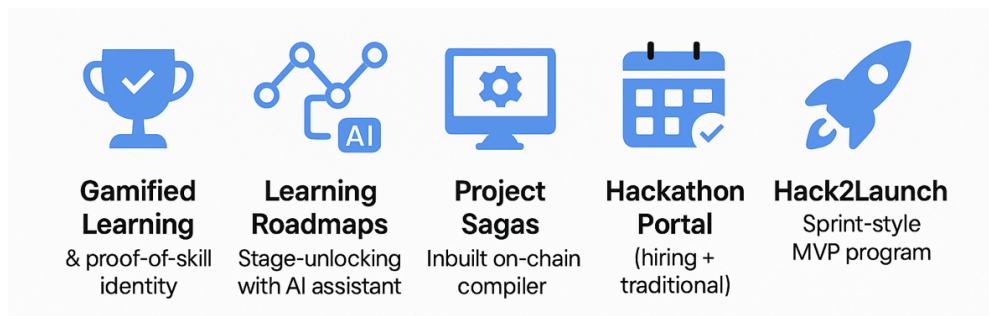 AI
Gamified
Learning
& proof-of-skill
identity
Learning
Roadmaps
Stage-unlocking
with AI assistant
Project
Sagas
Inbuilt on-chain
compiler
Hackathon
Portal
(hiring +
traditional)
Hack2Launch
Sprint-style
MVP program